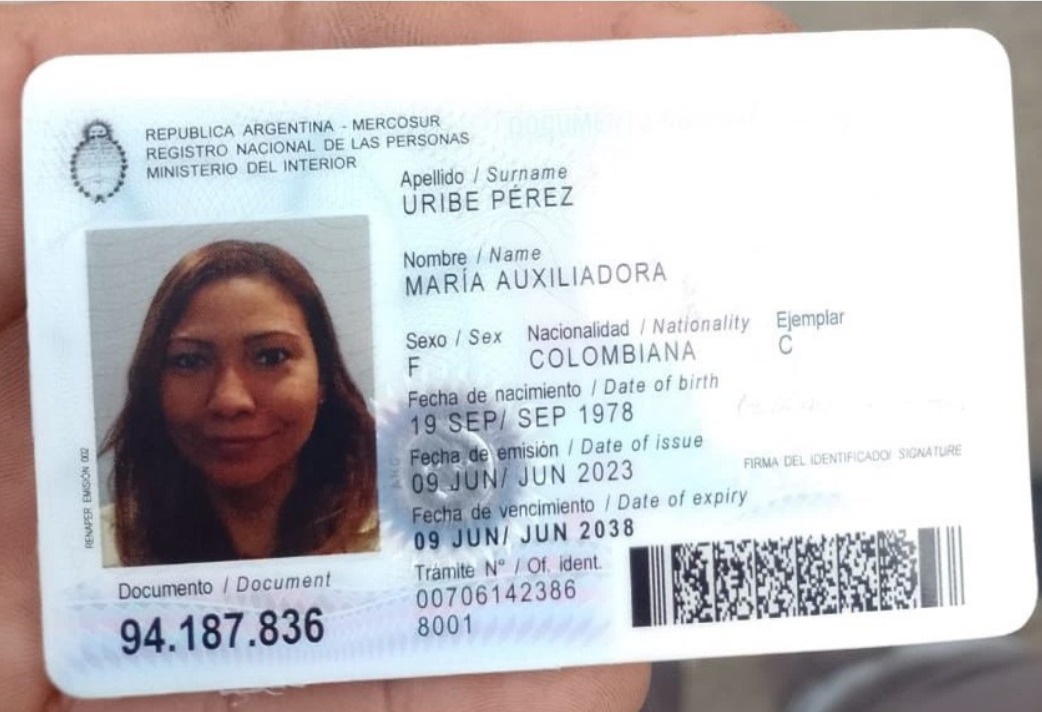 REPUBLICA ARGENTINA - MERCOSUR
REGISTRO NACIONAL DE LAS PERSONAS
MINISTERIO DEL INTERIOR
Apellido / Surname
URIBE PÉREZ
Nombre / Name
MARÍA AUXILIADORA
Sexo / Sex Nacionalidad / Nationality Ejemplar
F COLOMBIANA C
Fecha de nacimiento / Date of birth
19 SEP/ SEP 1978
Fecha de emisión / Date of issue
09 JUN/ JUN 2023
FIRMA DEL IDENTIFICADO/ SIGNATURE
Fecha de vencimiento / Date of expiry
09 JUN/ JUN 2038
Trámite N° / Of. ident.
00706142386
8001
RENAPER EMISIÓN 002
Documento / Document
94.187.836